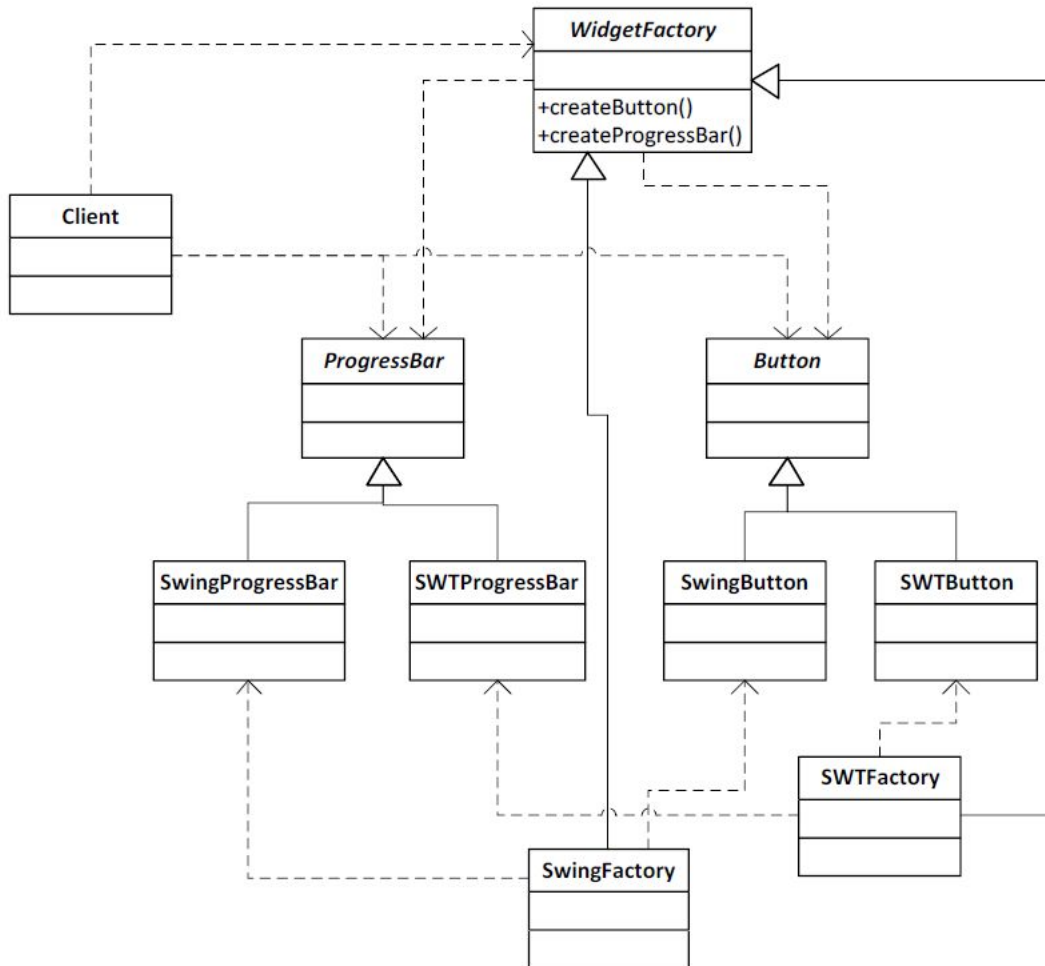 WidgetFactory
+createButton()
+createProgressBar()
Client
ProgressBar
Button
SwingProgressBar
SWTProgressBar
SwingButton
SWTButton
SWTFactory
SwingFactory